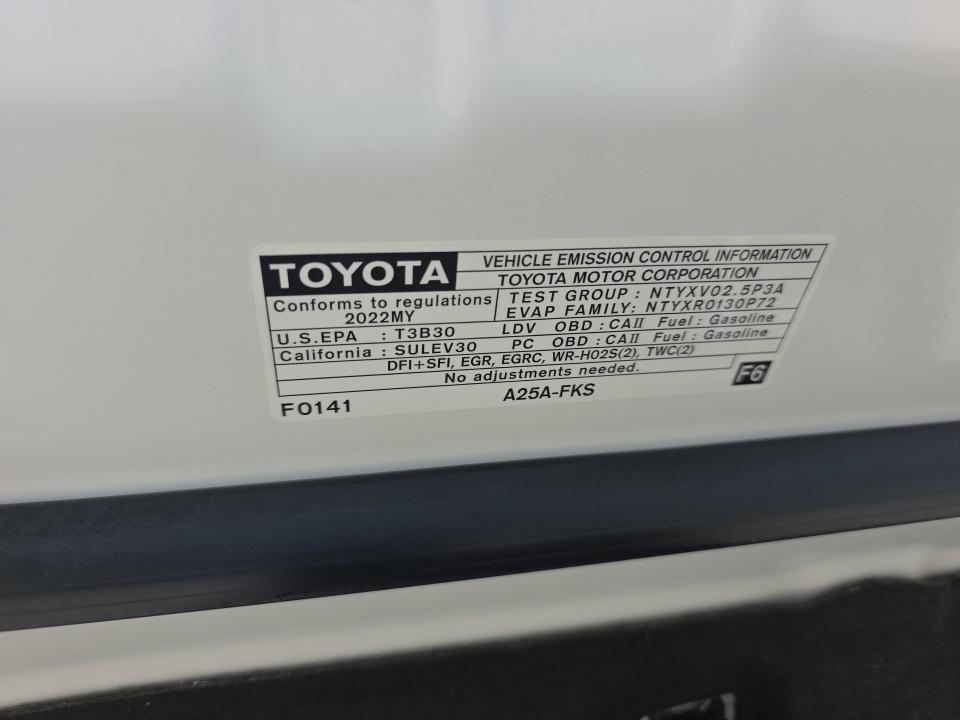 TOYOTA
VEHICLE EMISSION CONTROL INFORMATION
TOYOTA MOTOR CORPORATION
Conforms to regulations
2022MY
TEST GROUP : NTYXV02.5P3A
EVAP FAMILY: NTYXR0130P72
U.S.EPA : T3B30 LDV OBD : CAII Fuel : Gasoline
California : SULEV30 PC OBD : CAII Fuel : Gasoline
DFI+SFI, EGR, EGRC, WR-HO2S(2), TWC(2)
No adjustments needed.
F0141
A25A-FKS
F6